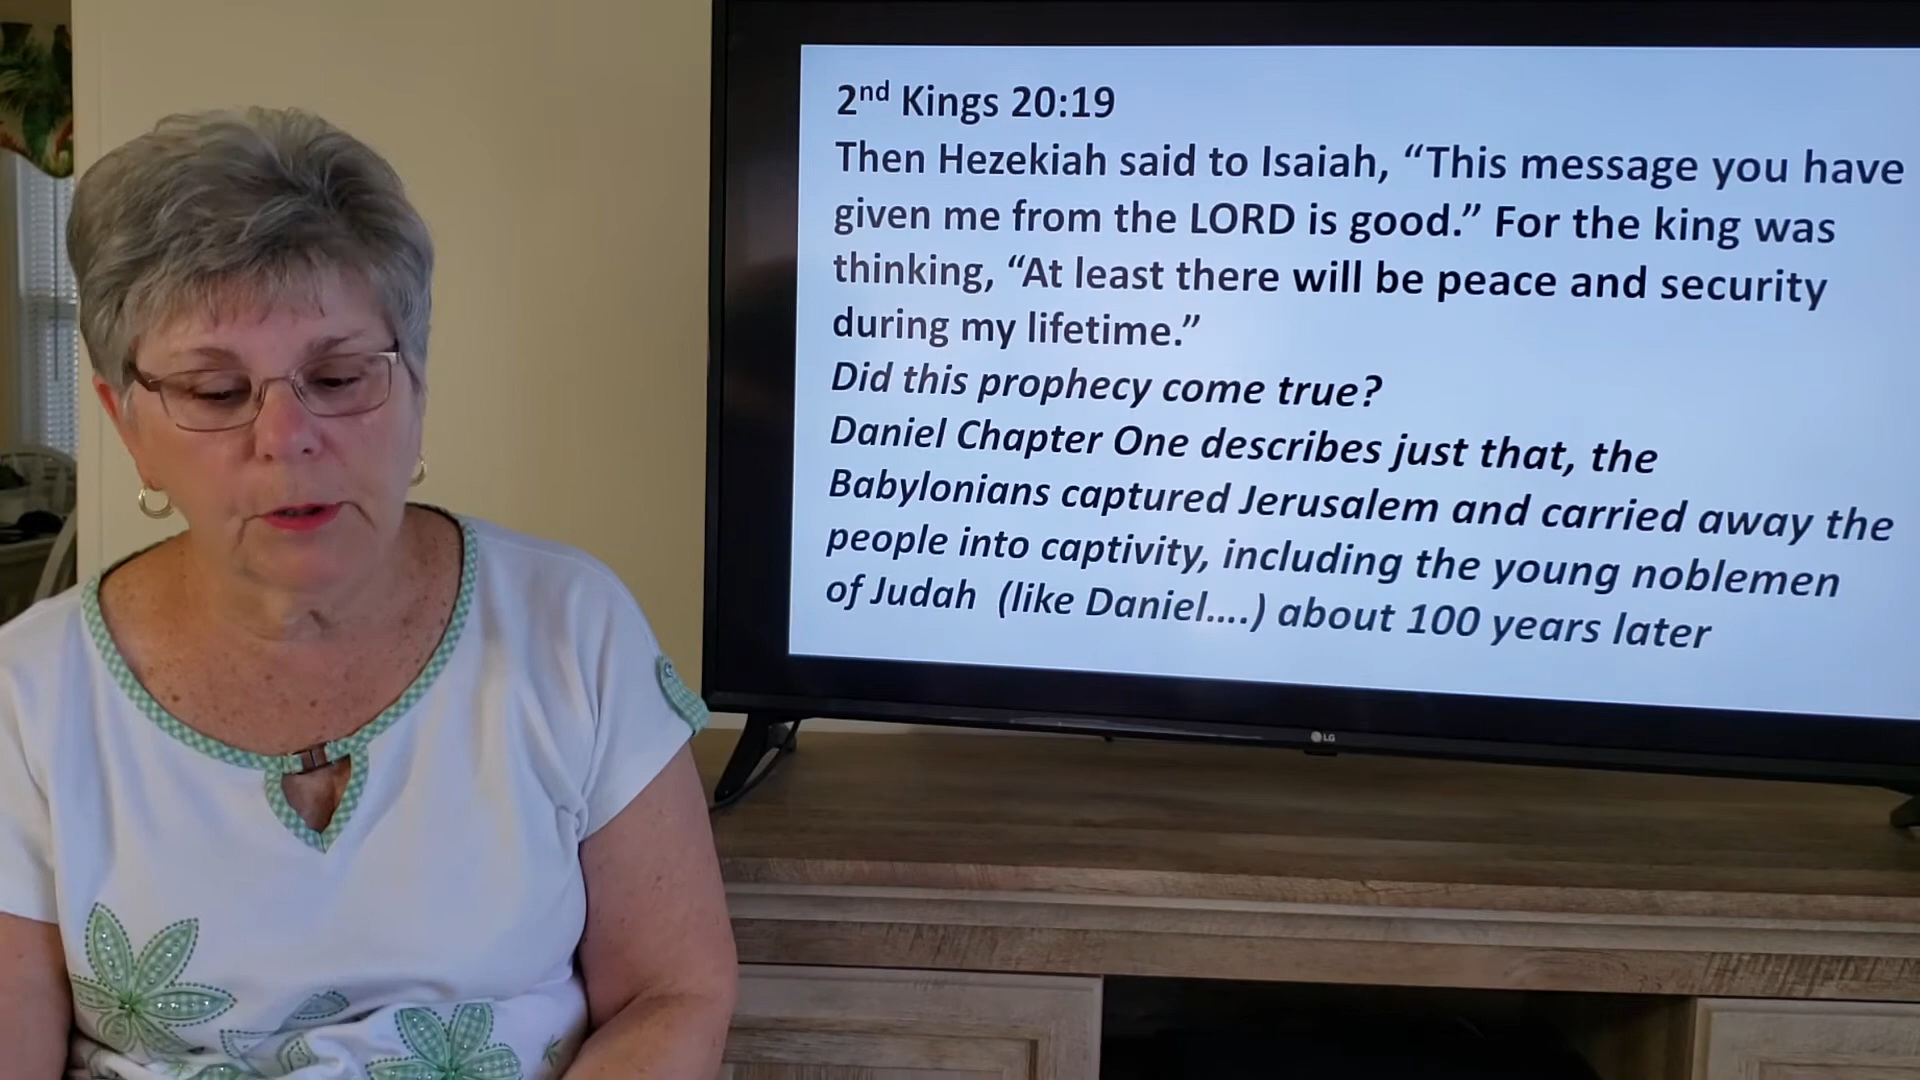 2nd Kings 20:19
Then Hezekiah said to Isaiah, “This message you have
given me from the LORD is good.” For the king was
thinking, “At least there will be peace and security
during my lifetime.”
Did this prophecy come true?
Daniel Chapter One describes just that, the
Babylonians captured Jerusalem and carried away the
people into captivity, including the young noblemen
of Judah  (like Daniel....) about 100 years later
LG